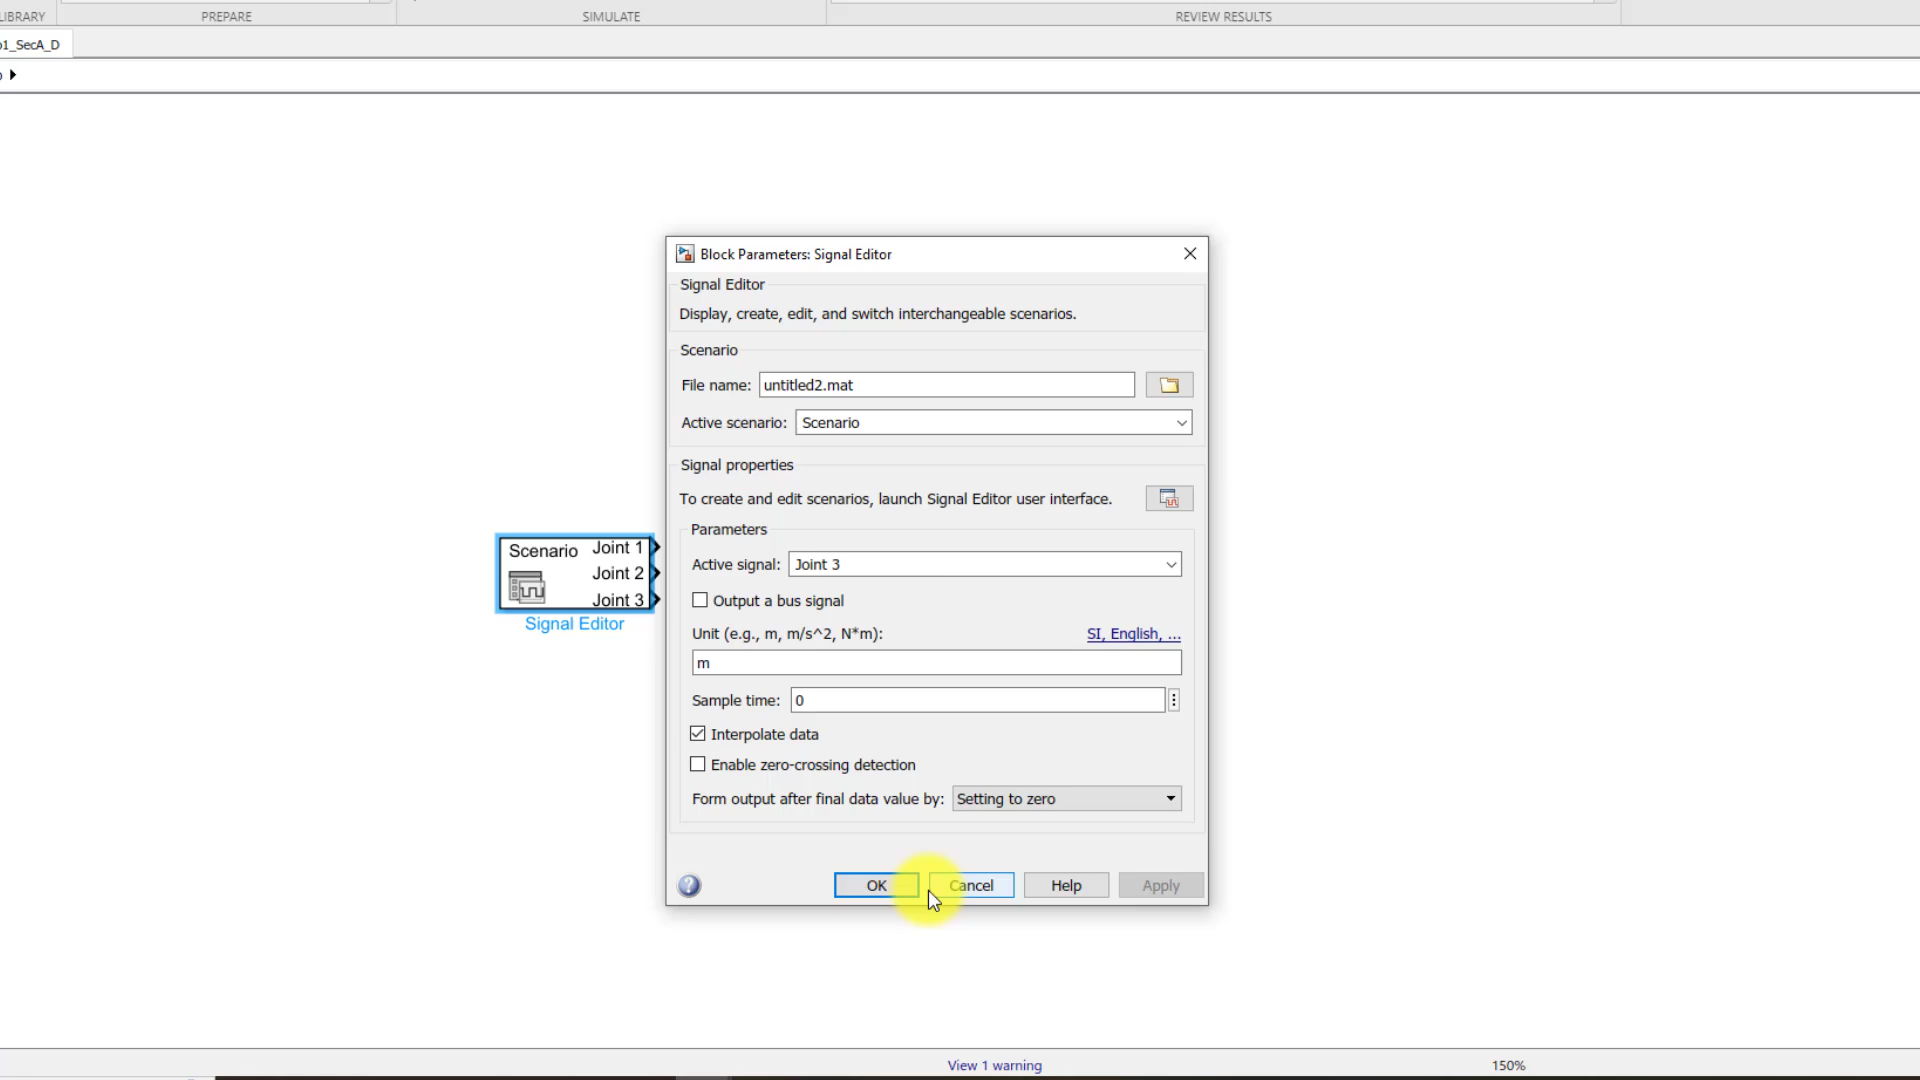 LIBRARY
PREPARE
SIMULATE
REVIEW RESULTS
1_SecA_D
Block Parameters: Signal Editor
Signal Editor
Display, create, edit, and switch interchangeable scenarios.
Scenario
File name: untitled2.mat
Active scenario: Scenario
Signal properties
To create and edit scenarios, launch Signal Editor user interface.
Parameters
Active signal: Joint 3
Output a bus signal
Unit (e.g., m, m/s^2, N*m): SI, English, ...
m
Sample time: 0
Interpolate data
Enable zero-crossing detection
Form output after final data value by: Setting to zero
OK Cancel Help Apply
Scenario Joint 1
Joint 2
Joint 3
Signal Editor
View 1 warning
150%